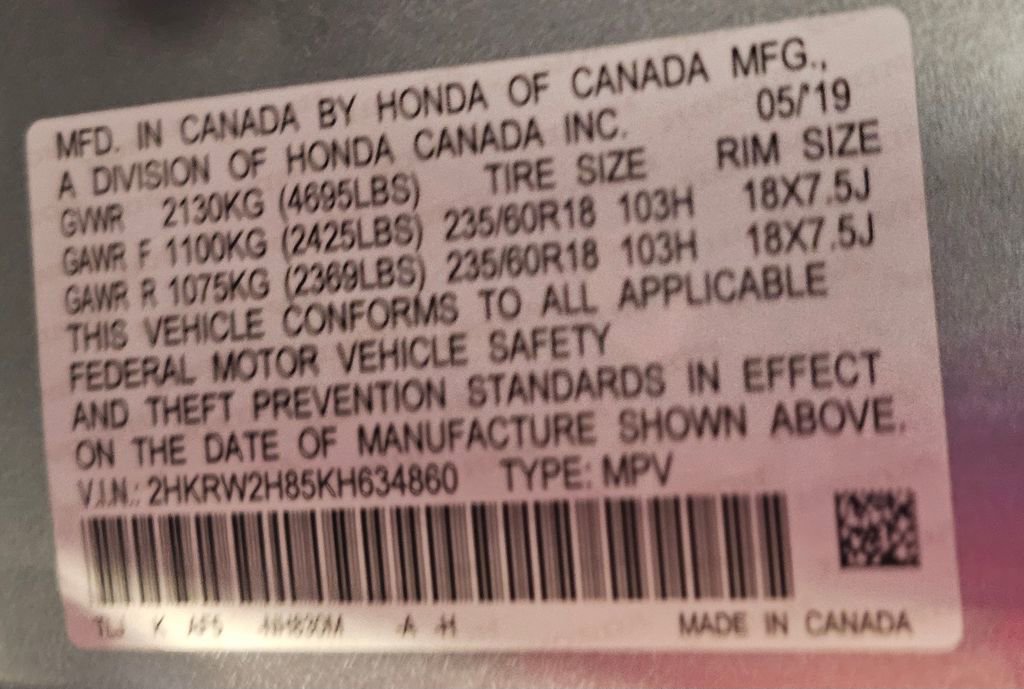 MFD. IN CANADA BY HONDA OF CANADA MFG.,
A DIVISION OF HONDA CANADA INC. 05/'19
GVWR 2130KG (4695LBS) TIRE SIZE RIM SIZE
GAWR F 1100KG (2425LBS) 235/60R18 103H 18X7.5J
GAWR R 1075KG (2369LBS) 235/60R18 103H 18X7.5J
THIS VEHICLE CONFORMS TO ALL APPLICABLE
FEDERAL MOTOR VEHICLE SAFETY
AND THEFT PREVENTION STANDARDS IN EFFECT
ON THE DATE OF MANUFACTURE SHOWN ABOVE.
V.I.N.: 2HKRW2H85KH634860 TYPE: MPV
K A H MADE IN CANADA